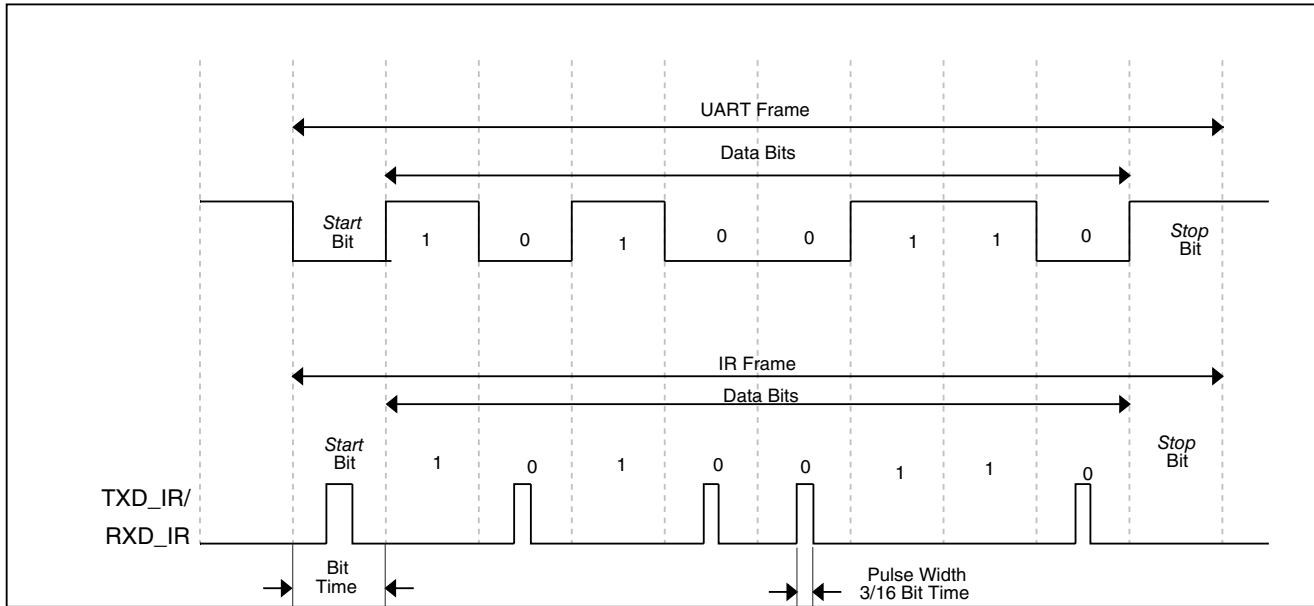 UART Frame
Data Bits
Start
Bit
1
0
1
0
0
1
1
0
Stop
Bit
IR Frame
Data Bits
Start
Bit
1
0
1
0
0
1
1
0
Stop
Bit
TXD_IR/
RXD_IR
Bit
Time
Pulse Width
3/16 Bit Time